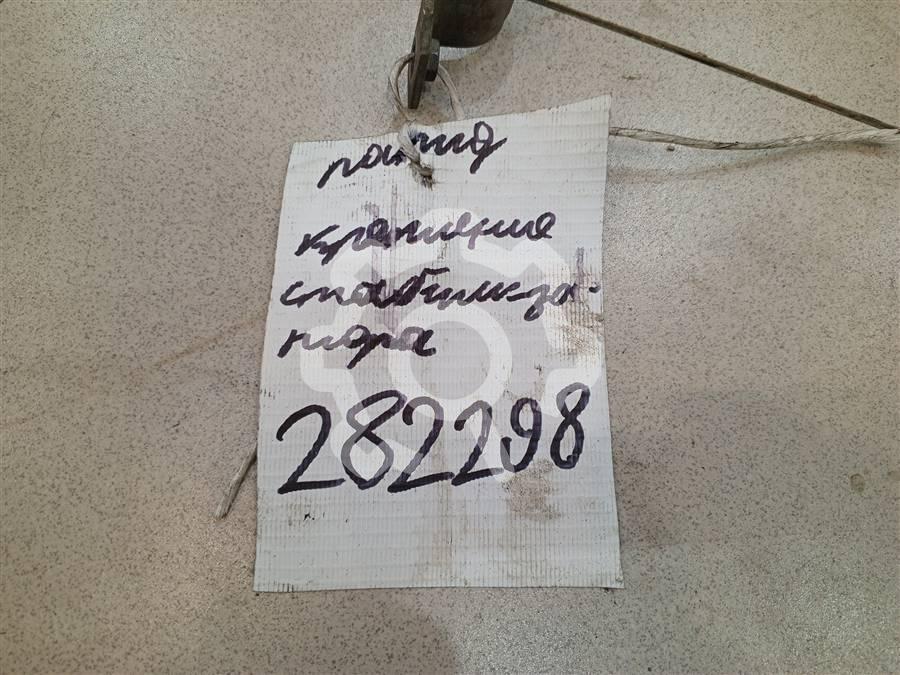 крепление
стабилиза-
тора
282298